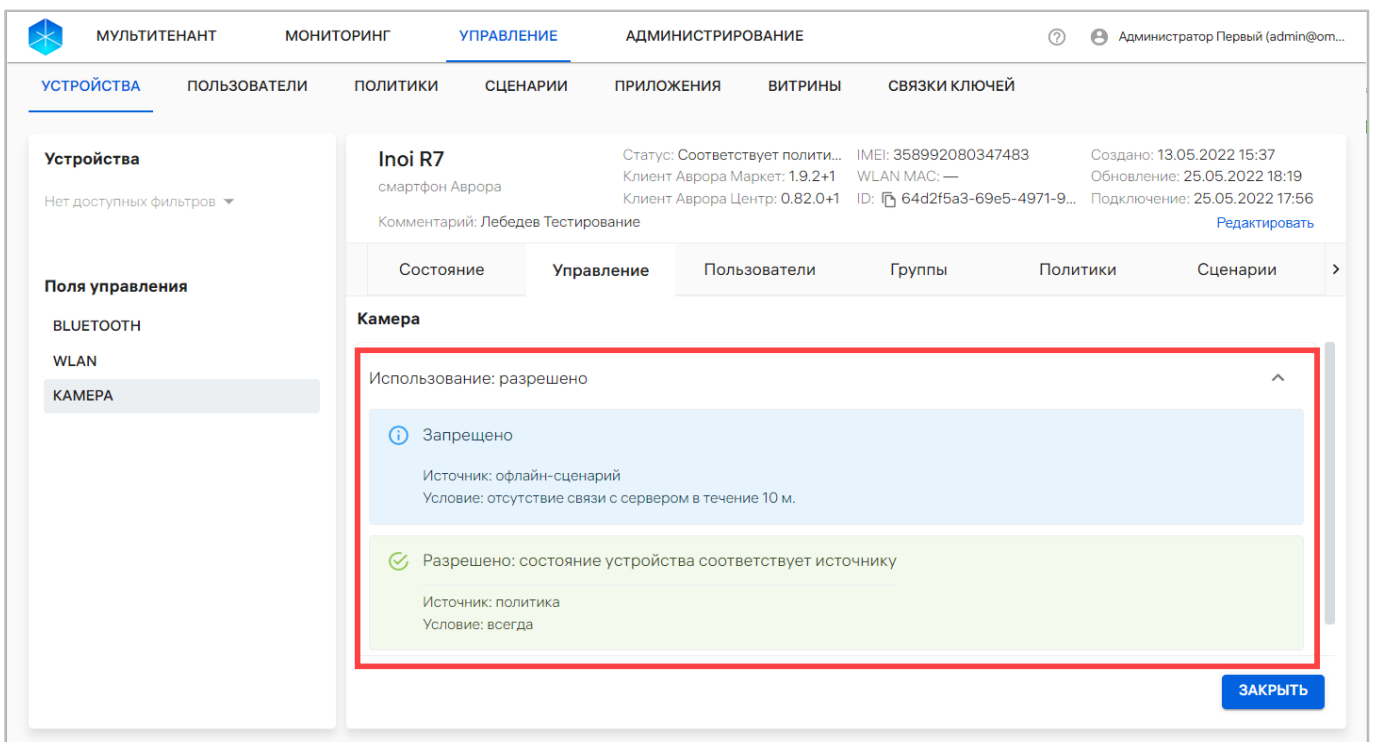 МУЛЬТИТЕНАНТ МОНИТОРИНГ УПРАВЛЕНИЕ АДМИНИСТРИРОВАНИЕ Администратор Первый (admin@om...
УСТРОЙСТВА ПОЛЬЗОВАТЕЛИ ПОЛИТИКИ СЦЕНАРИИ ПРИЛОЖЕНИЯ ВИТРИНЫ СВЯЗКИ КЛЮЧЕЙ
Устройства
Нет доступных фильтров
Поля управления
BLUETOOTH
WLAN
КАМЕРА
Inoi R7
смартфон Аврора
Комментарий: Лебедев Тестирование
Статус: Соответствует полити...
Клиент Аврора Маркет: 1.9.2+1
Клиент Аврора Центр: 0.82.0+1
IMEI: 358992080347483
WLAN MAC: —
ID: 64d2f5a3-69e5-4971-9...
Создано: 13.05.2022 15:37
Обновление: 25.05.2022 18:19
Подключение: 25.05.2022 17:56
Редактировать
Состояние Управление Пользователи Группы Политики Сценарии
Камера
Использование: разрешено
Запрещено
Источник: офлайн-сценарий
Условие: отсутствие связи с сервером в течение 10 м.
Разрешено: состояние устройства соответствует источнику
Источник: политика
Условие: всегда
ЗАКРЫТЬ